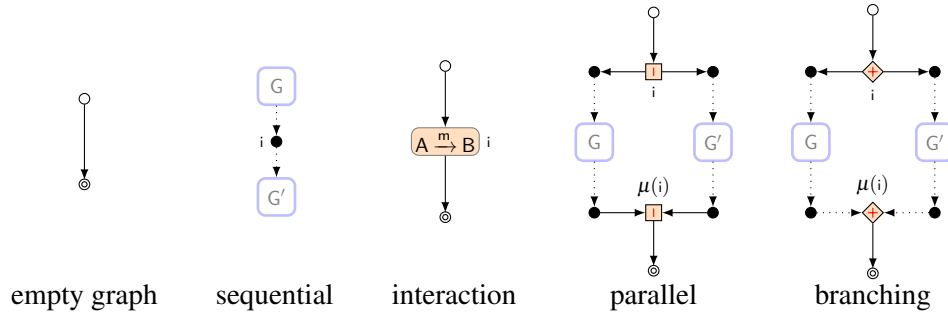 G
i
G′
A m→ B i
|
i
G G′
μ(i)
|
+
i
G G′
μ(i)
+
empty graph sequential interaction parallel branching